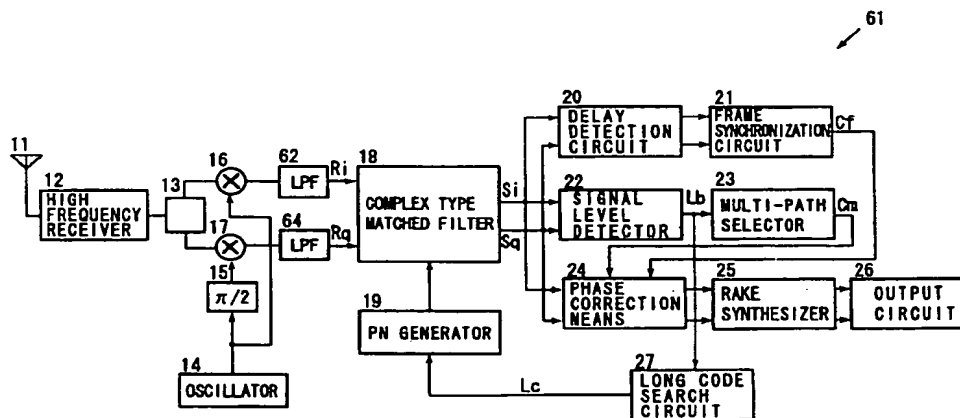 61
11
12
HIGH
FREQUENCY
RECEIVER
13
16
17
15
π/2
14
OSCILLATOR
62
LPF
Ri
64
LPF
Rq
18
COMPLEX TYPE
MATCHED FILTER
19
PN GENERATOR
Si
Sq
20
DELAY
DETECTION
CIRCUIT
21
FRAME
SYNCHRONIZATION
CIRCUIT
Cf
22
SIGNAL
LEVEL
DETECTOR
Lb
23
MULTI-PATH
SELECTOR
Cm
24
PHASE
CORRECTION
NEANS
25
RAKE
SYNTHESIZER
26
OUTPUT
CIRCUIT
27
LONG CODE
SEARCH
CIRCUIT
Lc